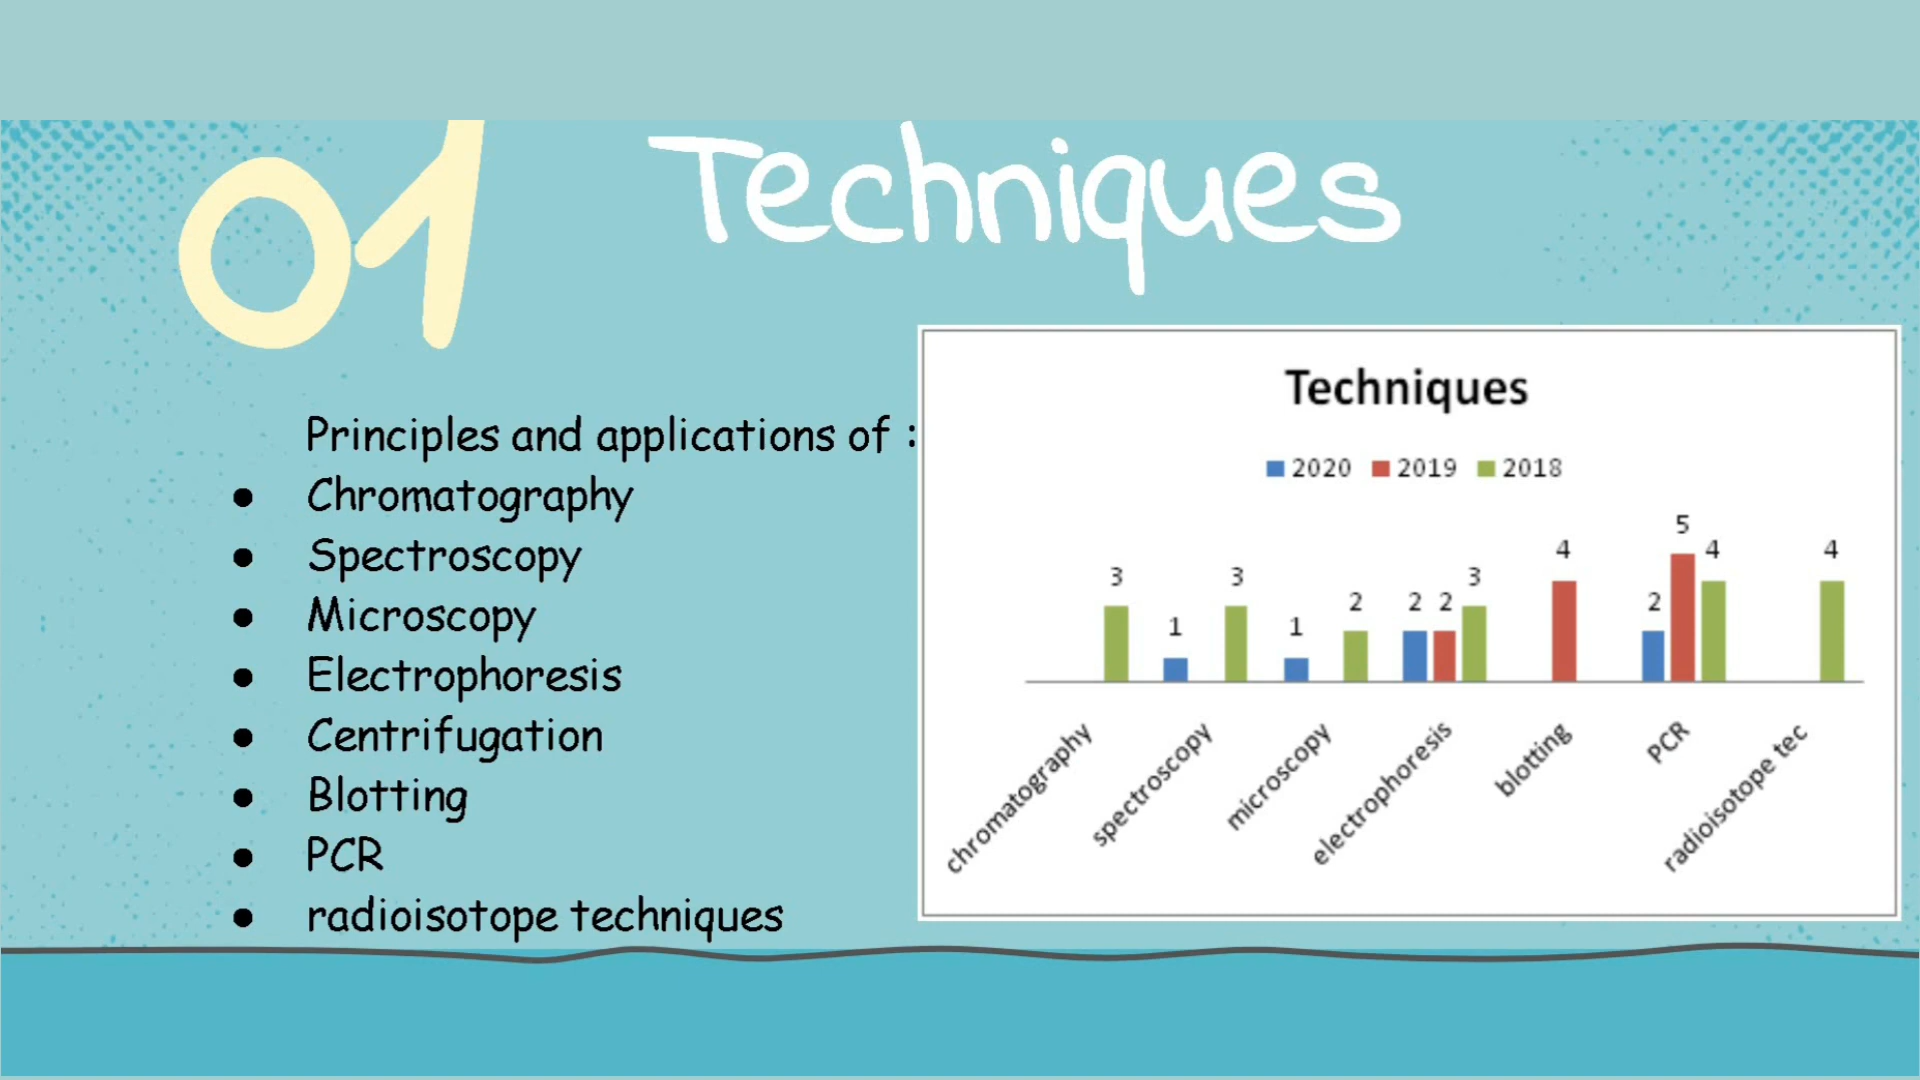 01
Techniques
Principles and applications of :
● Chromatography
● Spectroscopy
● Microscopy
● Electrophoresis
● Centrifugation
● Blotting
● PCR
● radioisotope techniques
Techniques
2020 2019 2018
3 1 3 1 2 2 2 3 4 2 5 4 4
chromatography
spectroscopy
microscopy
electrophoresis
blotting
PCR
radioisotope tec